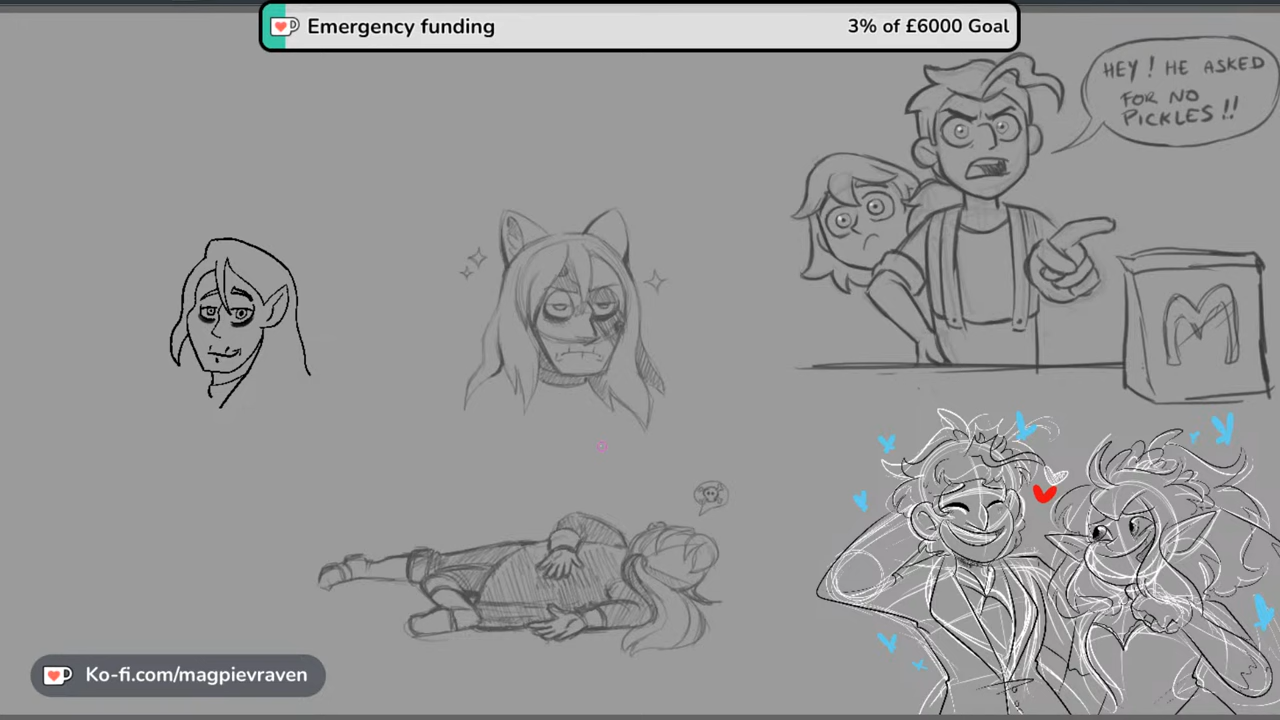 Emergency funding
3% of £6000 Goal
HEY! HE ASKED
FOR NO
PICKLES!!
M
Ko-fi.com/magpievraven